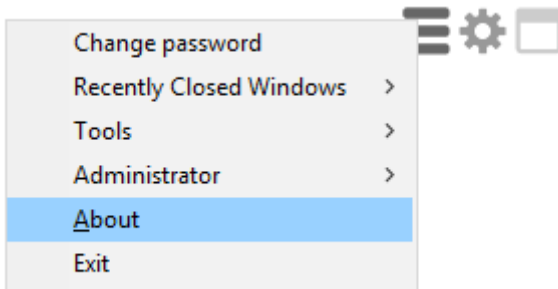 Change password
Recently Closed Windows
Tools
Administrator
About
Exit